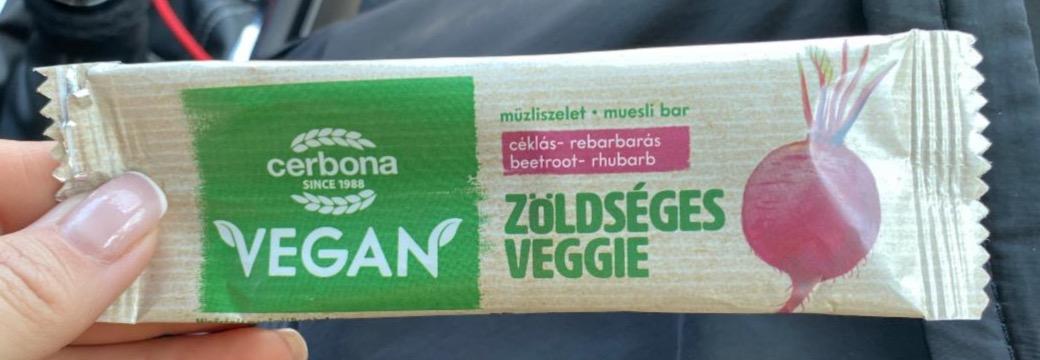 cerbona
SINCE 1988
VEGAN
müzliszelet • muesli bar
céklás- rebarbarás
beetroot- rhubarb
ZÖLDSÉGES
VEGGIE